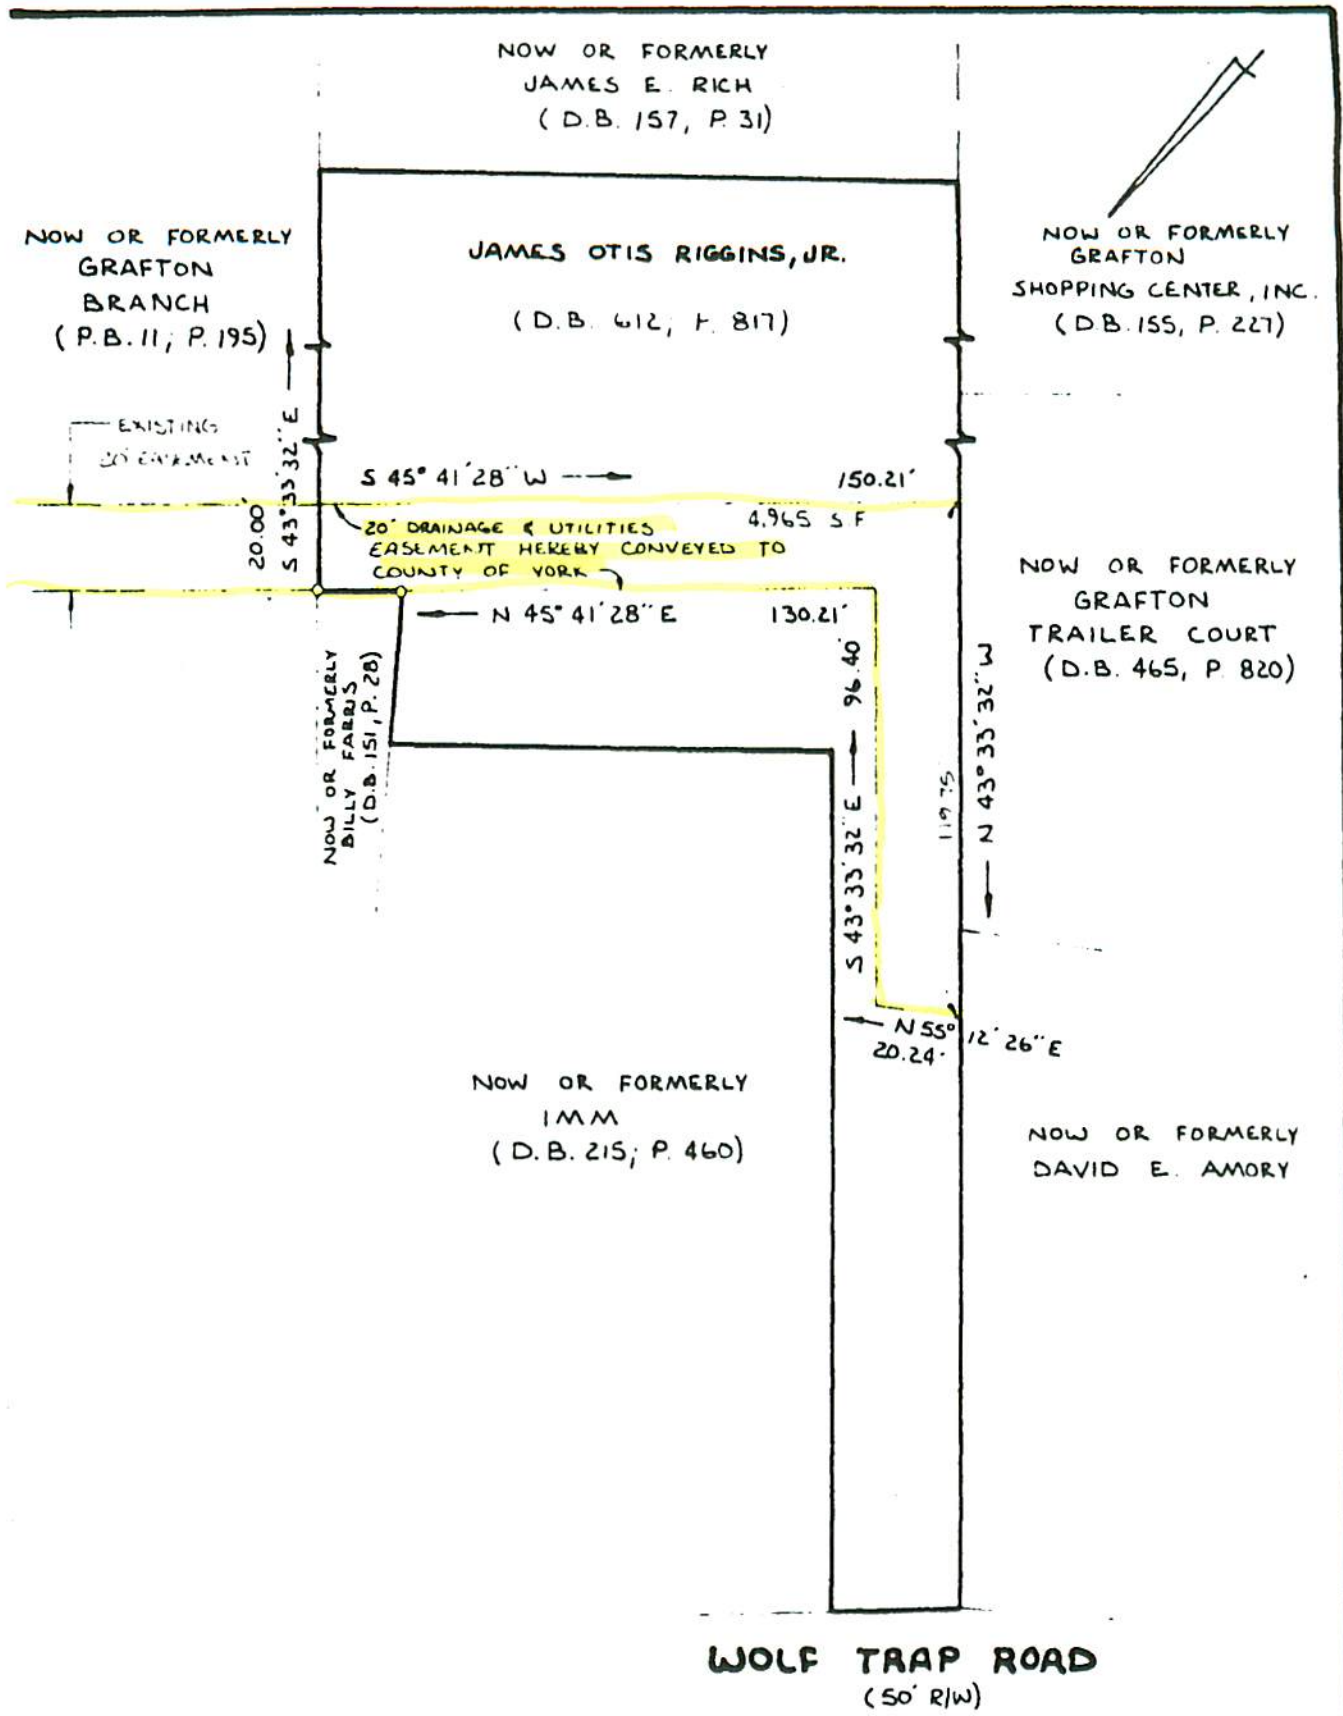 NOW OR FORMERLY
JAMES E. RICH
(D.B. 157, P. 31)
NOW OR FORMERLY
GRAFTON
BRANCH
(P.B. 11; P. 195)
JAMES OTIS RIGGINS, JR.
(D.B. 612; P. 817)
NOW OR FORMERLY
GRAFTON
SHOPPING CENTER, INC.
(D.B. 155, P. 227)
EXISTING
20' EASEMENT
20.00'
S 43° 33' 32" E
S 45° 41' 28" W
150.21'
4,965 S.F
20' DRAINAGE & UTILITIES
EASEMENT HEREBY CONVEYED TO
COUNTY OF YORK
N 45° 41' 28" E
130.21'
NOW OR FORMERLY
GRAFTON
TRAILER COURT
(D.B. 465, P. 820)
NOW OR FORMERLY
BILLY FARRIS
(D.B. 151, P. 28)
S 43° 33' 32" E
96.40'
119.75
N 43° 33' 32" W
N 55° 12' 26" E
20.24'
NOW OR FORMERLY
IMM
(D.B. 215; P. 460)
NOW OR FORMERLY
DAVID E. AMORY
WOLF TRAP ROAD
(50' R/W)